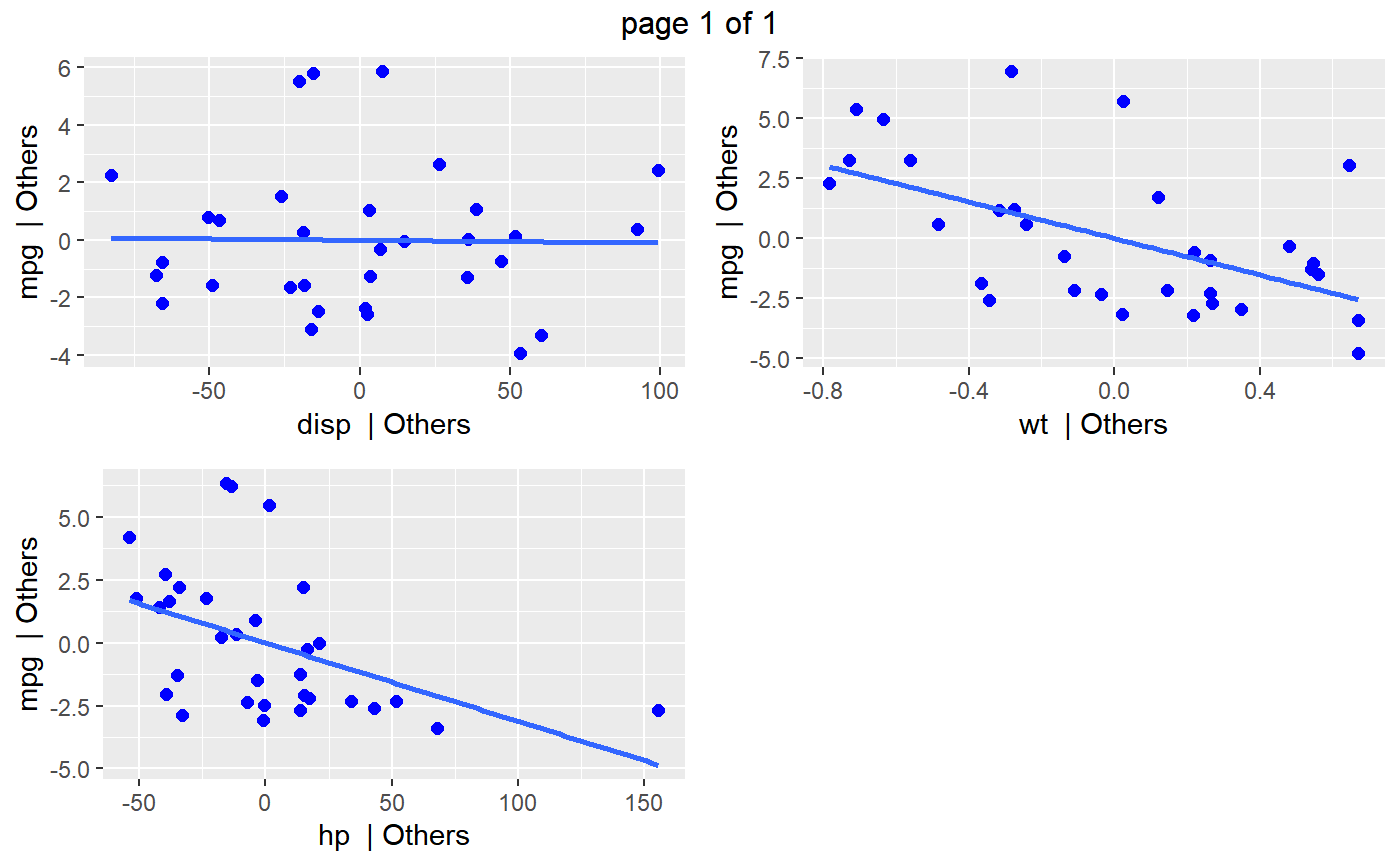 page 1 of 1
mpg | Others
6
4
2
0
-2
-4
-50 0 50 100
disp | Others
mpg | Others
7.5
5.0
2.5
0.0
-2.5
-5.0
-0.8 -0.4 0.0 0.4
wt | Others
mpg | Others
5.0
2.5
0.0
-2.5
-5.0
-50 0 50 100 150
hp | Others